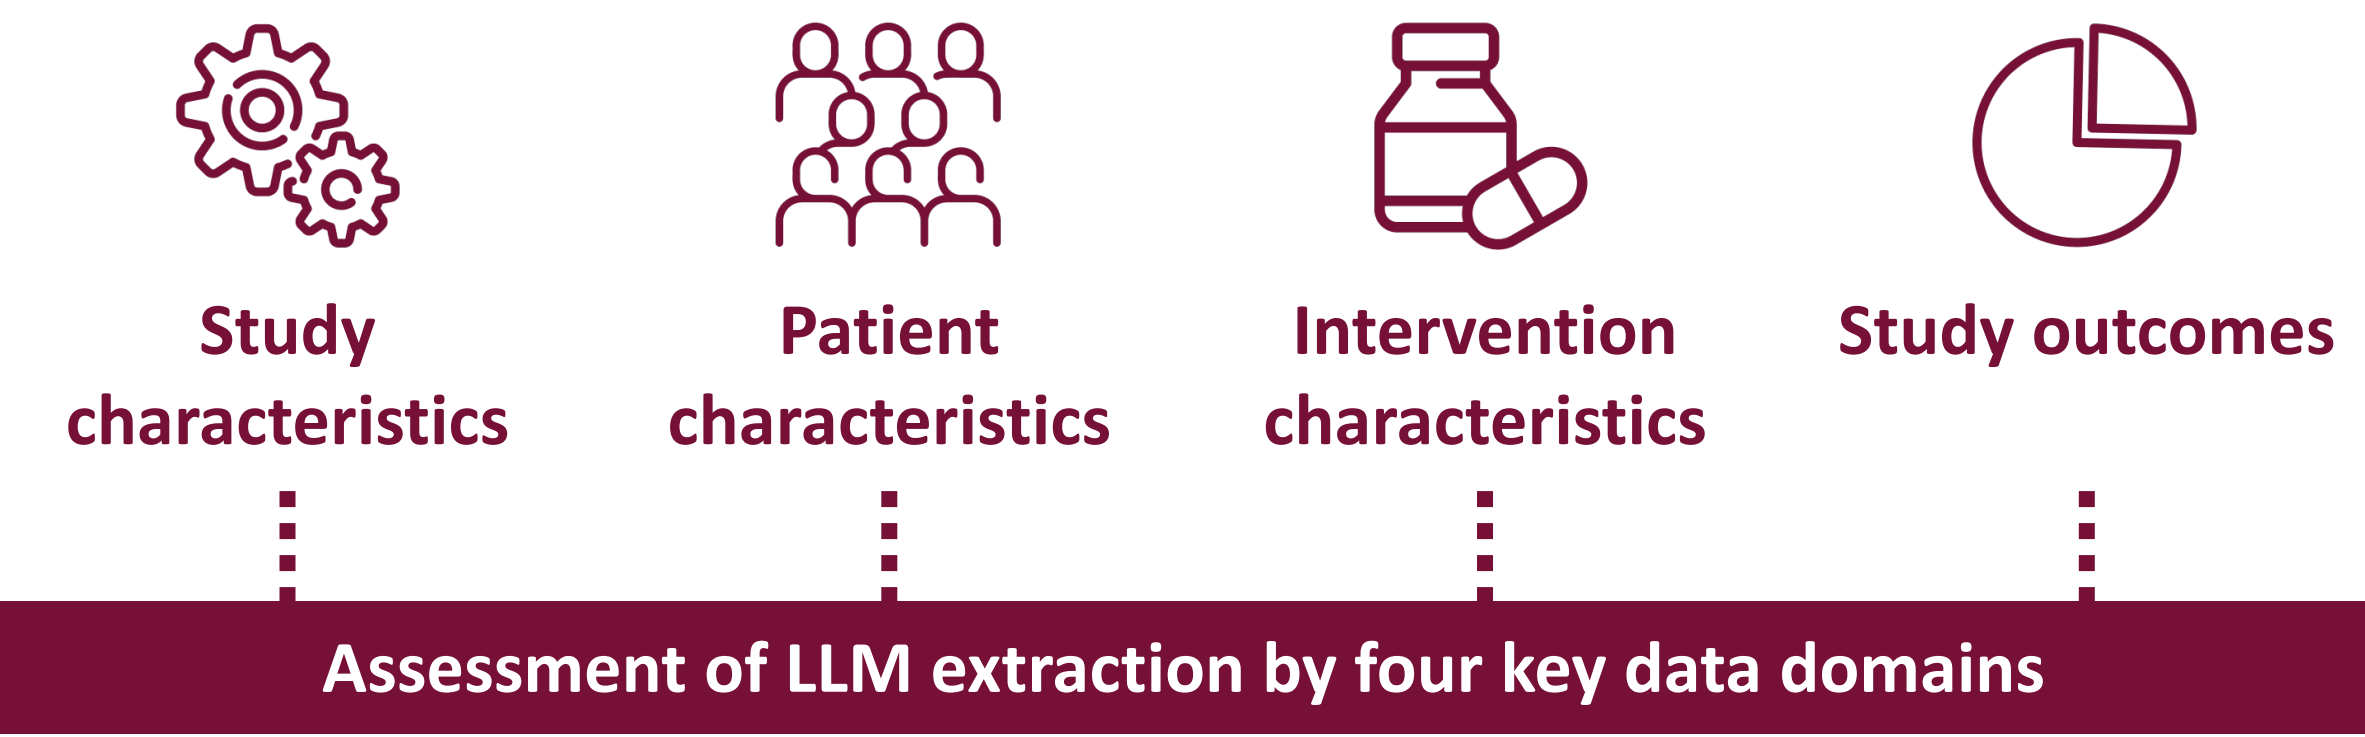 Study
characteristics
Patient
characteristics
Intervention
characteristics
Study outcomes
Assessment of LLM extraction by four key data domains